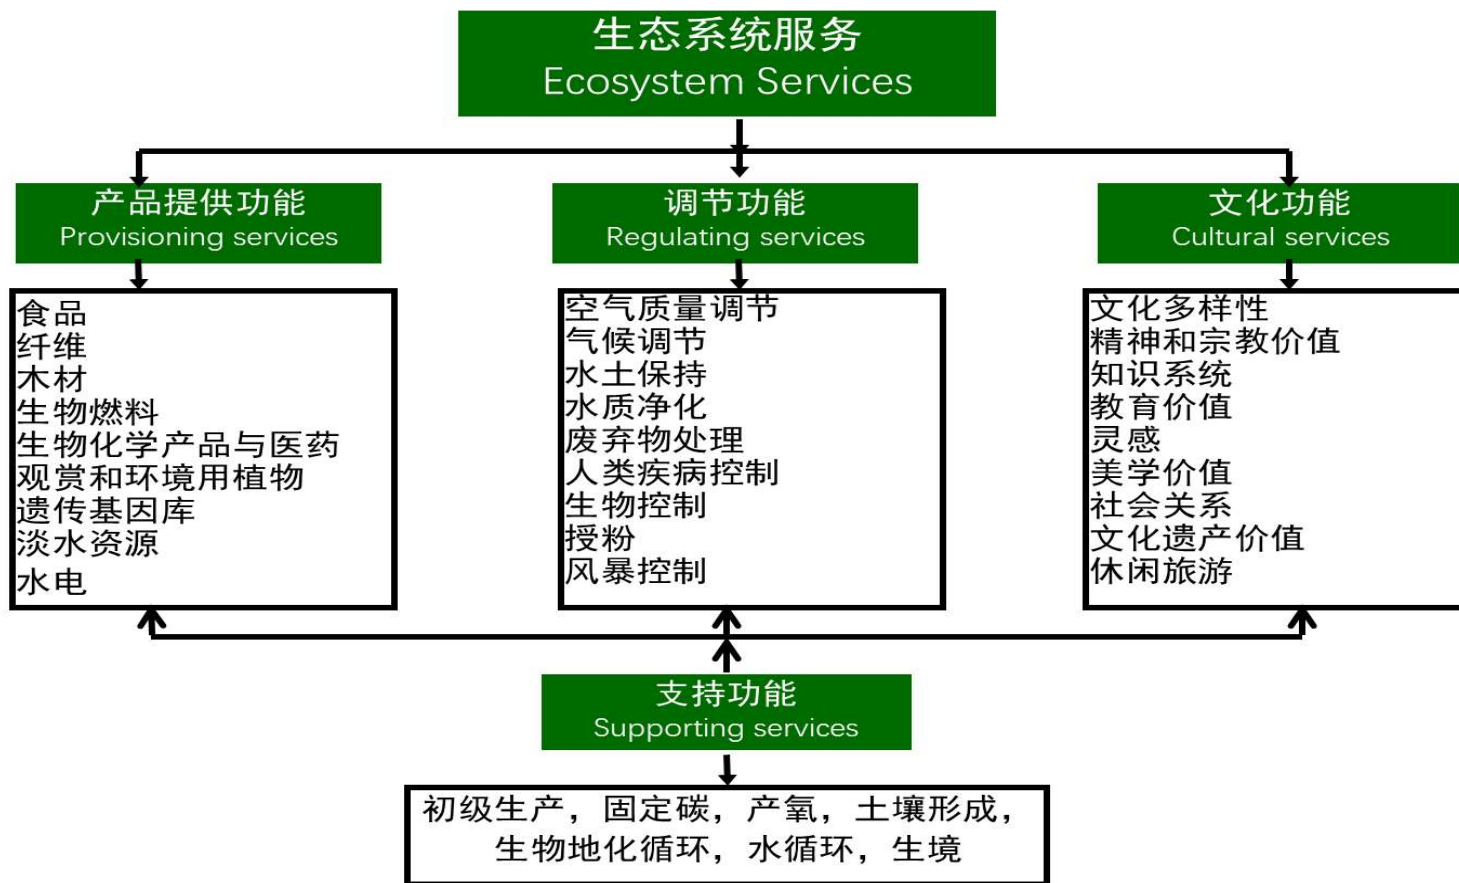 生态系统服务
Ecosystem Services
产品提供功能
Provisioning services
食品
纤维
木材
生物燃料
生物化学产品与医药
观赏和环境用植物
遗传基因库
淡水资源
水电
调节功能
Regulating services
空气质量调节
气候调节
水土保持
水质净化
废弃物处理
人类疾病控制
生物控制
授粉
风暴控制
文化功能
Cultural services
文化多样性
精神和宗教价值
知识系统
教育价值
灵感
美学价值
社会关系
文化遗产价值
休闲旅游
支持功能
Supporting services
初级生产，固定碳，产氧，土壤形成，
生物地化循环，水循环，生境